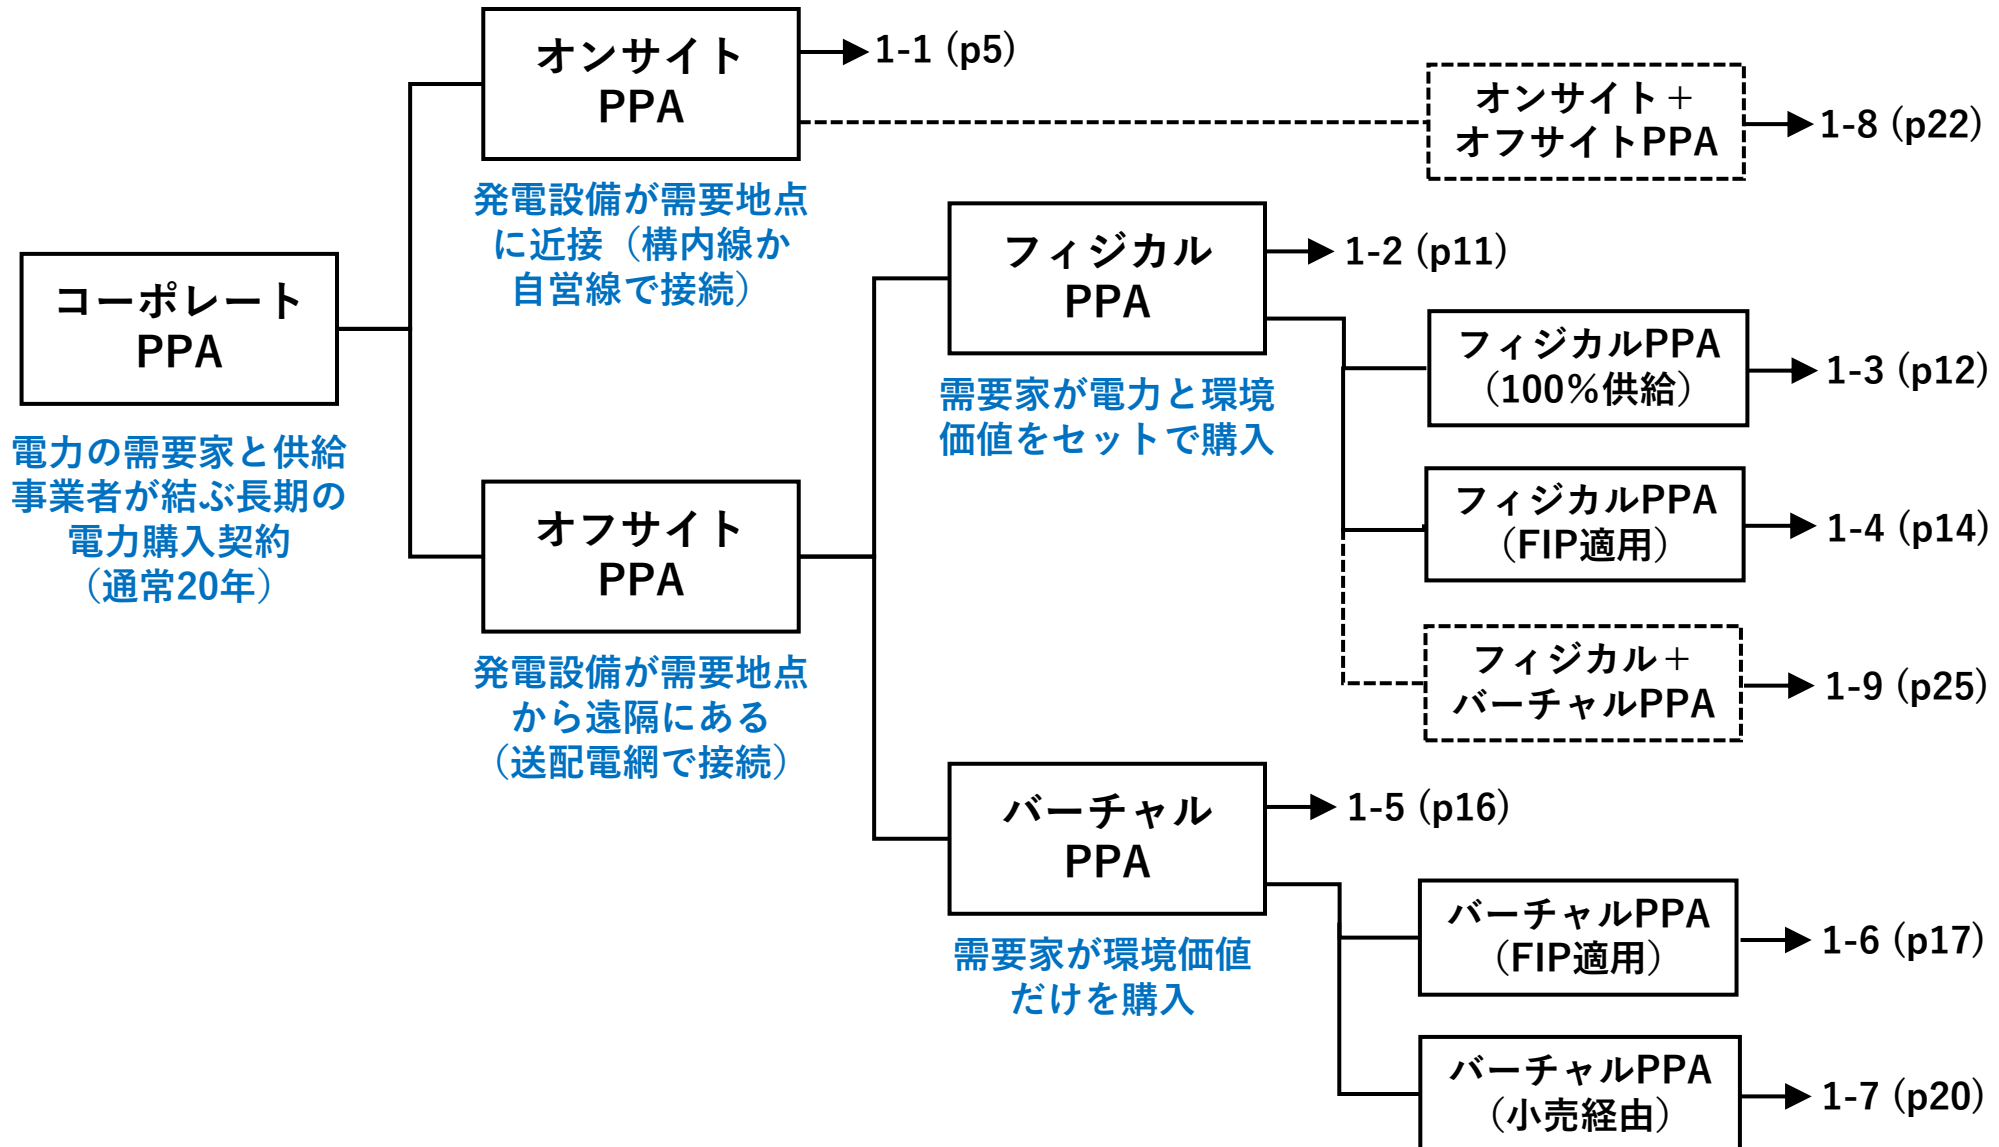 コーポレート
PPA
電力の需要家と供給
事業者が結ぶ長期の
電力購入契約
（通常20年）
オンサイト
PPA
1-1 (p5)
発電設備が需要地点
に近接（構内線か
自営線で接続）
オフサイト
PPA
発電設備が需要地点
から遠隔にある
（送配電網で接続）
オンサイト＋
オフサイトPPA
1-8 (p22)
フィジカル
PPA
1-2 (p11)
需要家が電力と環境
価値をセットで購入
フィジカルPPA
（100％供給）
1-3 (p12)
フィジカルPPA
（FIP適用）
1-4 (p14)
フィジカル＋
バーチャルPPA
1-9 (p25)
バーチャル
PPA
1-5 (p16)
需要家が環境価値
だけを購入
バーチャルPPA
（FIP適用）
1-6 (p17)
バーチャルPPA
（小売経由）
1-7 (p20)